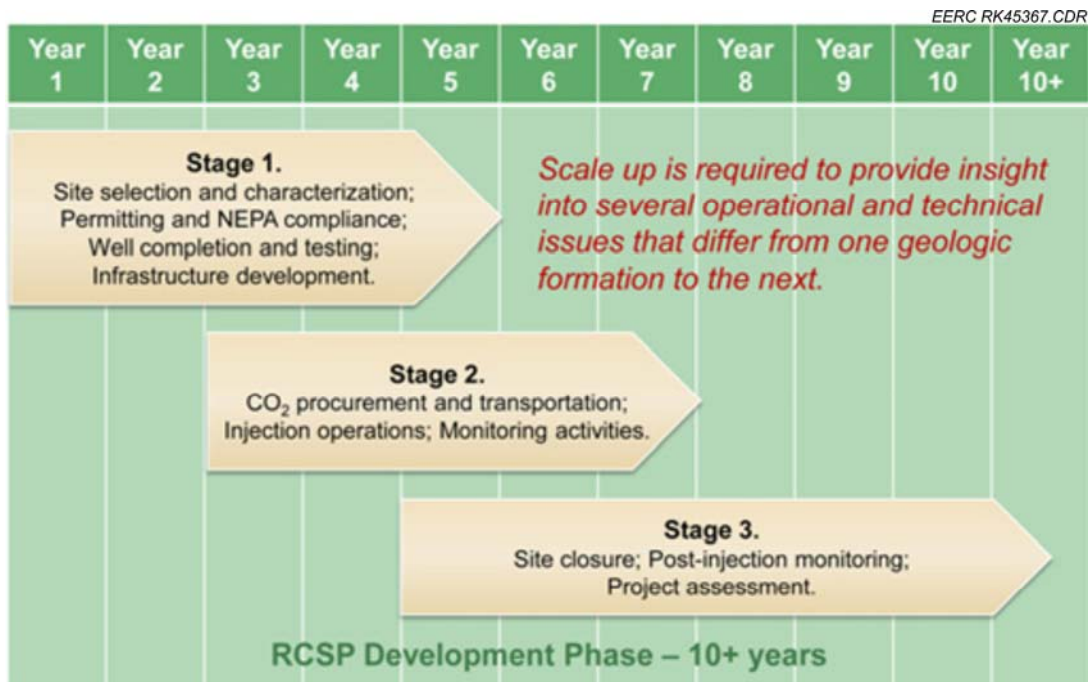 EERC RK45367.CDR
Year 1
Year 2
Year 3
Year 4
Year 5
Year 6
Year 7
Year 8
Year 9
Year 10
Year 10+
Stage 1.
Site selection and characterization;
Permitting and NEPA compliance;
Well completion and testing;
Infrastructure development.
Scale up is required to provide insight
into several operational and technical
issues that differ from one geologic
formation to the next.
Stage 2.
CO₂ procurement and transportation;
Injection operations; Monitoring activities.
Stage 3.
Site closure; Post-injection monitoring;
Project assessment.
RCSP Development Phase – 10+ years